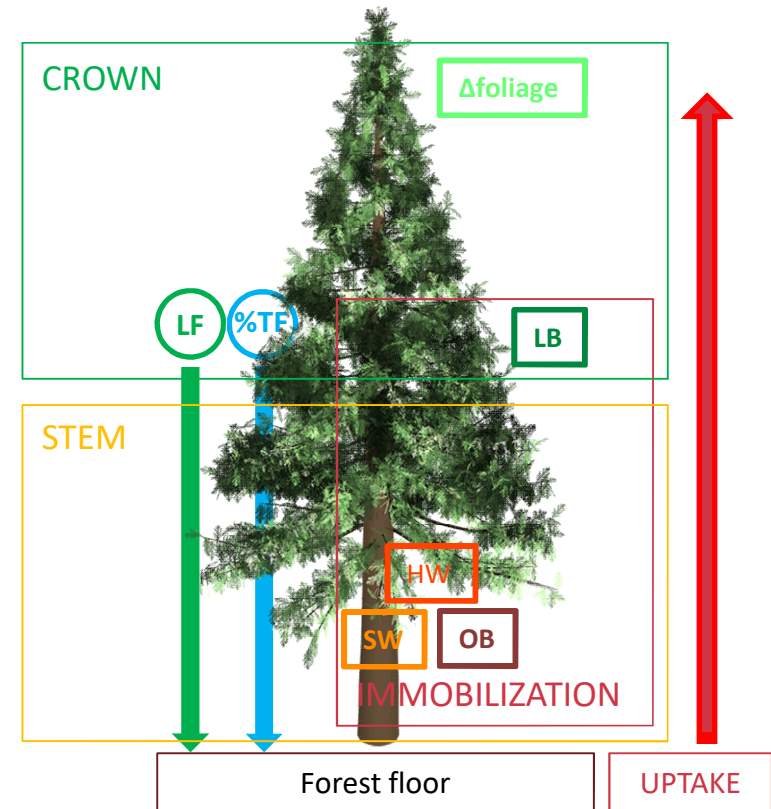 CROWN
Δfoliage
LF
%TF
LB
STEM
HW
SW
OB
IMMOBILIZATION
Forest floor
UPTAKE